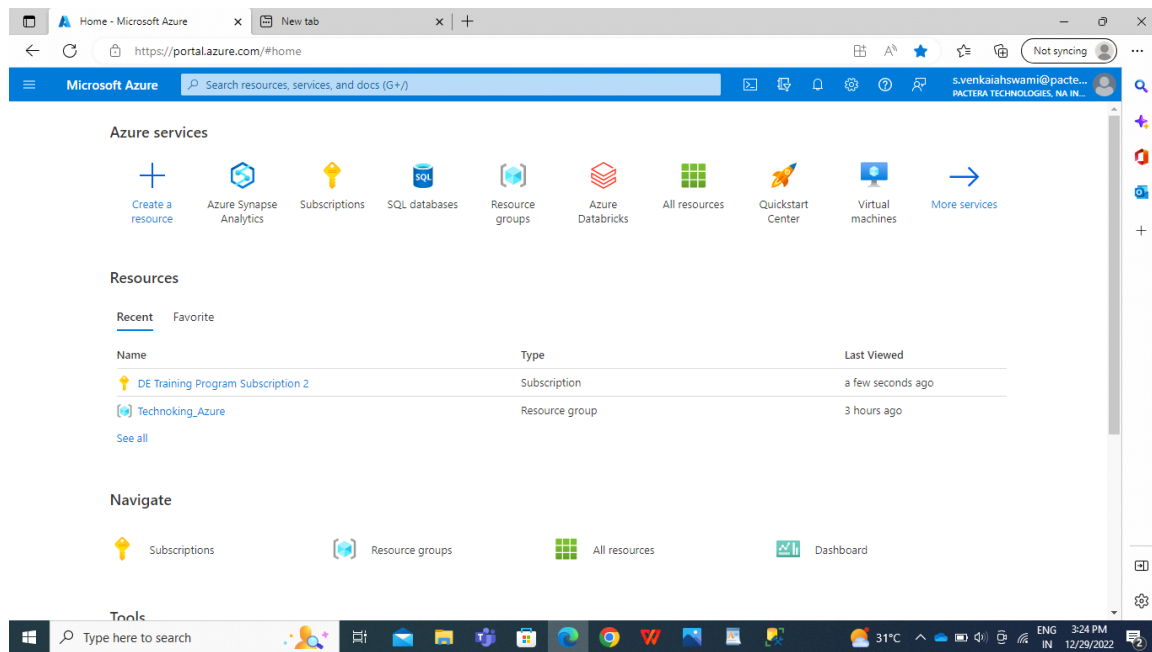 Home - Microsoft Azure
New tab
https://portal.azure.com/#home
Not syncing
Microsoft Azure
Search resources, services, and docs (G+/)
s.venkaiahswami@pacte...
PACTERA TECHNOLOGIES, NA IN...
Azure services
Create a resource
Azure Synapse Analytics
Subscriptions
SQL databases
Resource groups
Azure Databricks
All resources
Quickstart Center
Virtual machines
More services
Resources
Recent Favorite
Name Type Last Viewed
DE Training Program Subscription 2 Subscription a few seconds ago
Technoking_Azure Resource group 3 hours ago
See all
Navigate
Subscriptions Resource groups All resources Dashboard
Tools
Type here to search
31°C
ENG
IN
3:24 PM
12/29/2022
2